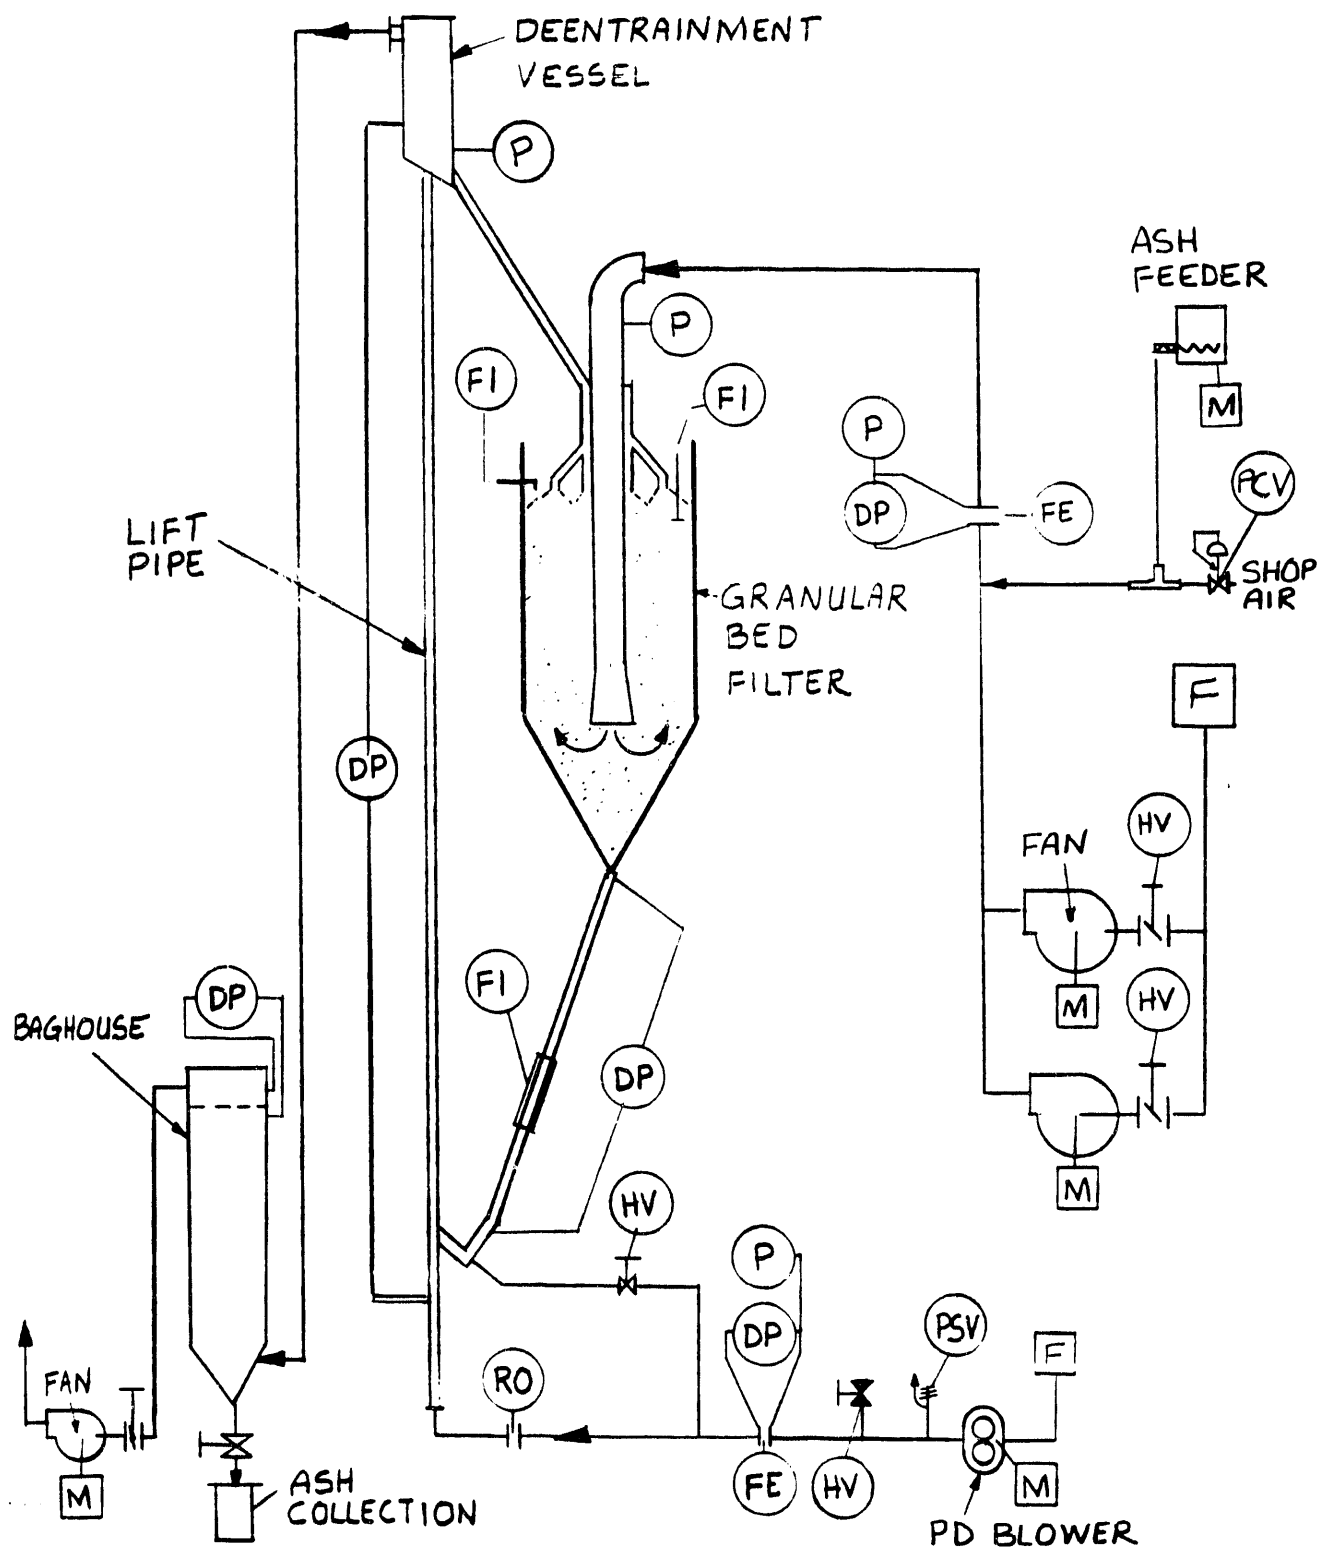 DEENTRAINMENT
VESSEL
P
ASH
FEEDER
P
FI
FI
M
P
PCV
DP
FE
LIFT
PIPE
SHOP
AIR
GRANULAR
BED
FILTER
F
DP
HV
FAN
FI
DP
HV
M
BAGHOUSE
DP
M
HV
P
DP
PSV
F
RO
FAN
M
FE
HV
M
ASH
COLLECTION
PD BLOWER